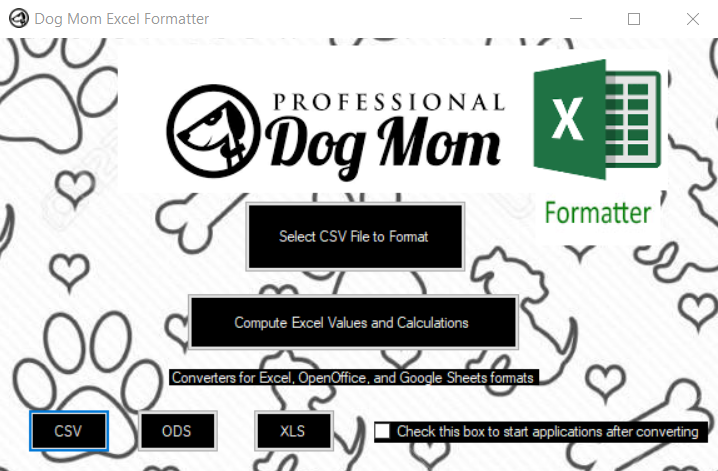 Dog Mom Excel Formatter
PROFESSIONAL
Dog Mom
X
Formatter
Select CSV File to Format
Compute Excel Values and Calculations
Converters for Excel, OpenOffice, and Google Sheets formats
CSV
ODS
XLS
Check this box to start applications after converting